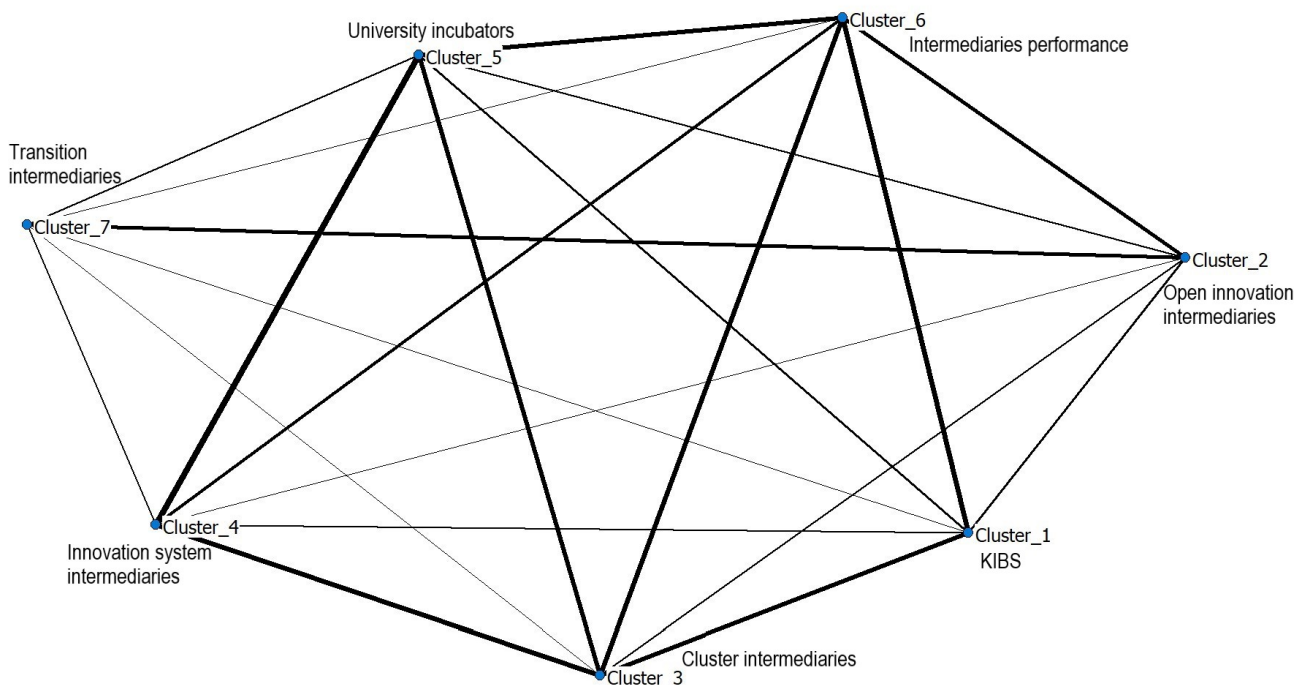 Cluster_6
University incubators
Intermediaries performance
Cluster_5
Transition
intermediaries
Cluster_7
Cluster_2
Open innovation
intermediaries
Cluster_4
Cluster_1
Innovation system
intermediaries
KIBS
Cluster intermediaries
Cluster_3